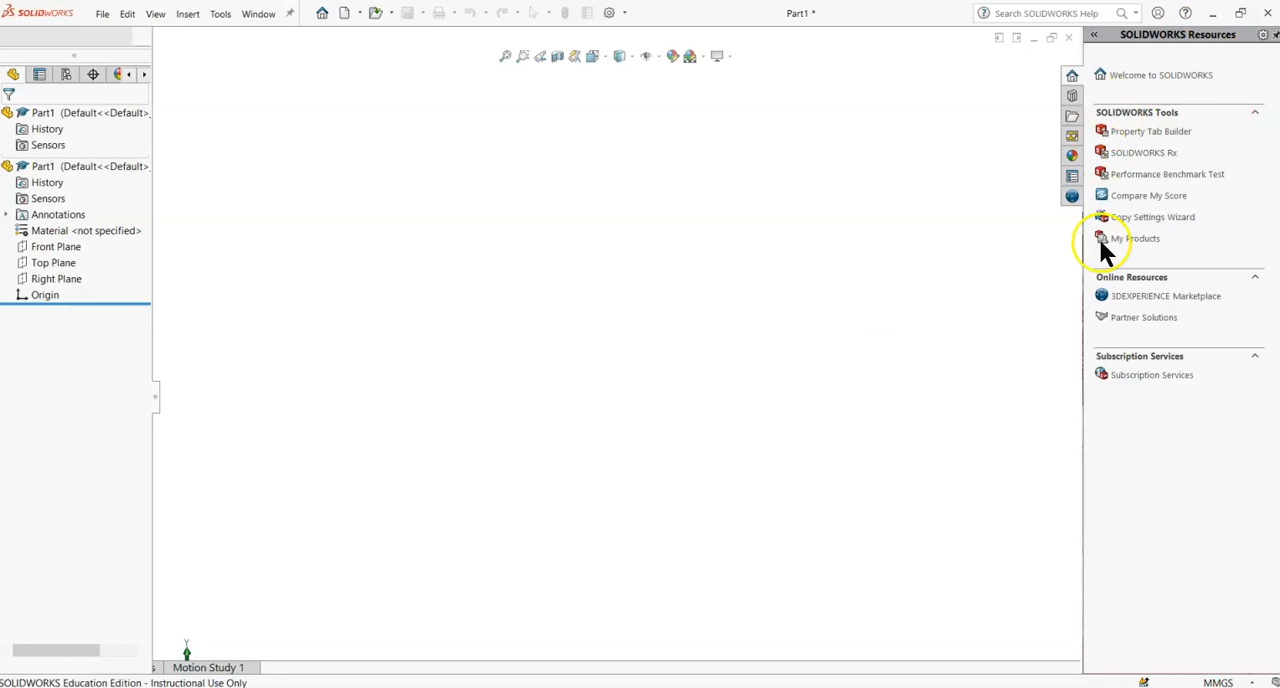 SOLIDWORKS File Edit View Insert Tools Window Part1 * Search SOLIDWORKS Help
SOLIDWORKS Resources
Welcome to SOLIDWORKS
SOLIDWORKS Tools
Property Tab Builder
SOLIDWORKS Rx
Performance Benchmark Test
Compare My Score
Copy Settings Wizard
My Products
Online Resources
3DEXPERIENCE Marketplace
Partner Solutions
Subscription Services
Subscription Services
Part1 (Default<<Default>_
History
Sensors
Part1 (Default<<Default>_
History
Sensors
Annotations
Material <not specified>
Front Plane
Top Plane
Right Plane
Origin
Y
s Motion Study 1
SOLIDWORKS Education Edition - Instructional Use Only MMGS